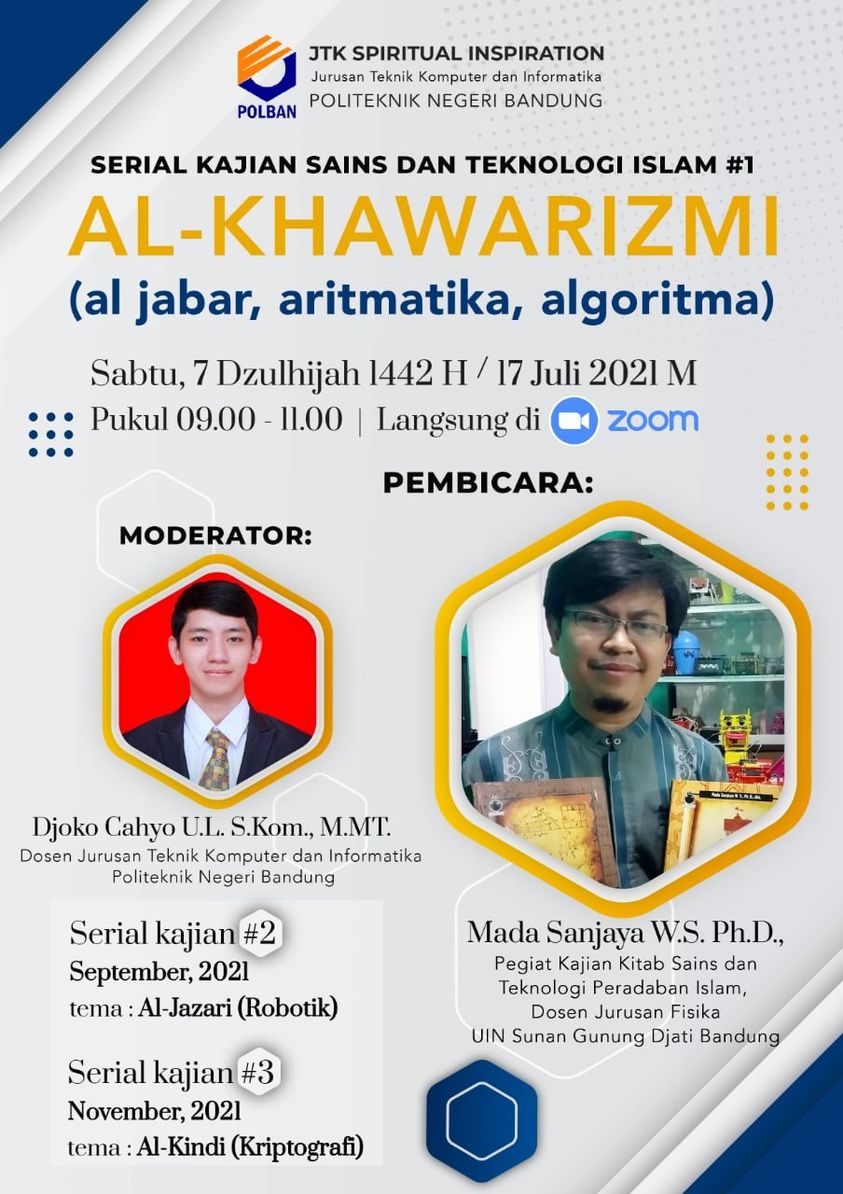 JTK SPIRITUAL INSPIRATION
Jurusan Teknik Komputer dan Informatika
POLITEKNIK NEGERI BANDUNG
POLBAN
SERIAL KAJIAN SAINS DAN TEKNOLOGI ISLAM #1
AL-KHAWARIZMI
(al jabar, aritmatika, algoritma)
Sabtu, 7 Dzulhijah 1442 H / 17 Juli 2021 M
Pukul 09.00 - 11.00 | Langsung di zoom
PEMBICARA:
MODERATOR:
Djoko Cahyo U.L. S.Kom., M.MT.
Dosen Jurusan Teknik Komputer dan Informatika
Politeknik Negeri Bandung
Mada Sanjaya W.S. Ph.D.,
Pegiat Kajian Kitab Sains dan
Teknologi Peradaban Islam,
Dosen Jurusan Fisika
UIN Sunan Gunung Djati Bandung
Serial kajian #2
September, 2021
tema : Al-Jazari (Robotik)
Serial kajian #3
November, 2021
tema : Al-Kindi (Kriptografi)